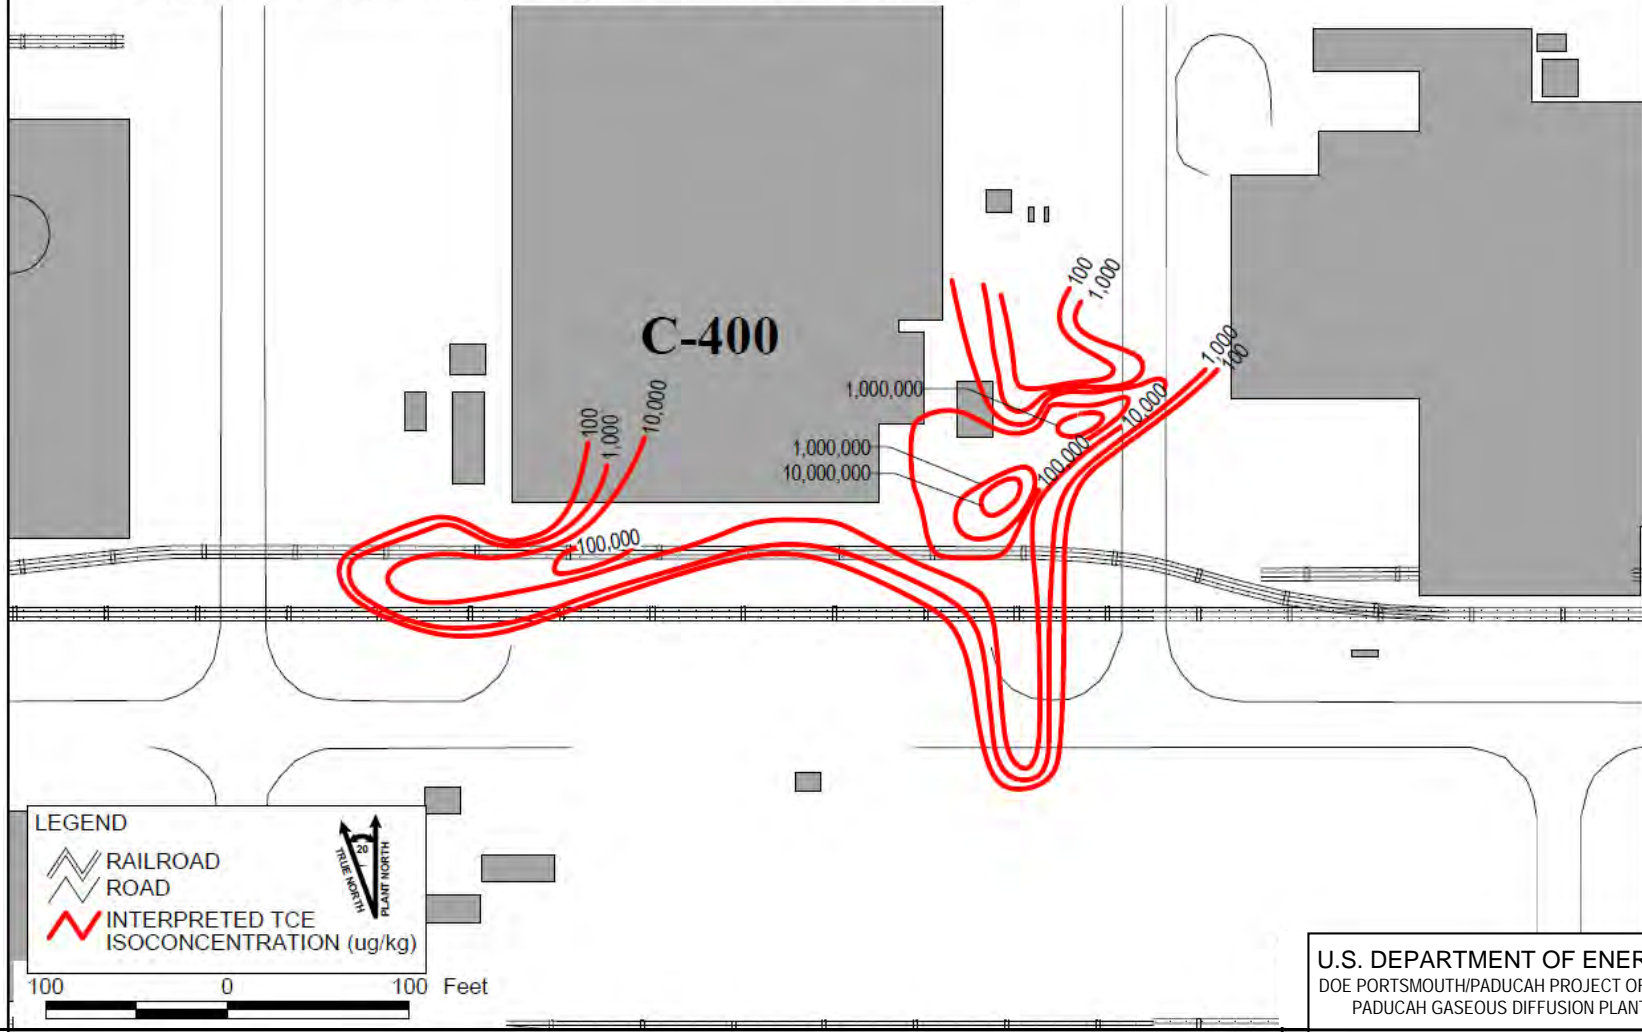 C-400
100
1,000
10,000
100,000
1,000,000
1,000,000
10,000,000
100
1,000
1,000
100
10,000
100,000
LEGEND
RAILROAD
ROAD
INTERPRETED TCE
ISOCONCENTRATION (ug/kg)
20
TRUE NORTH
PLANT NORTH
100 0 100 Feet
U.S. DEPARTMENT OF ENER
DOE PORTSMOUTH/PADUCAH PROJECT OF
PADUCAH GASEOUS DIFFUSION PLANT